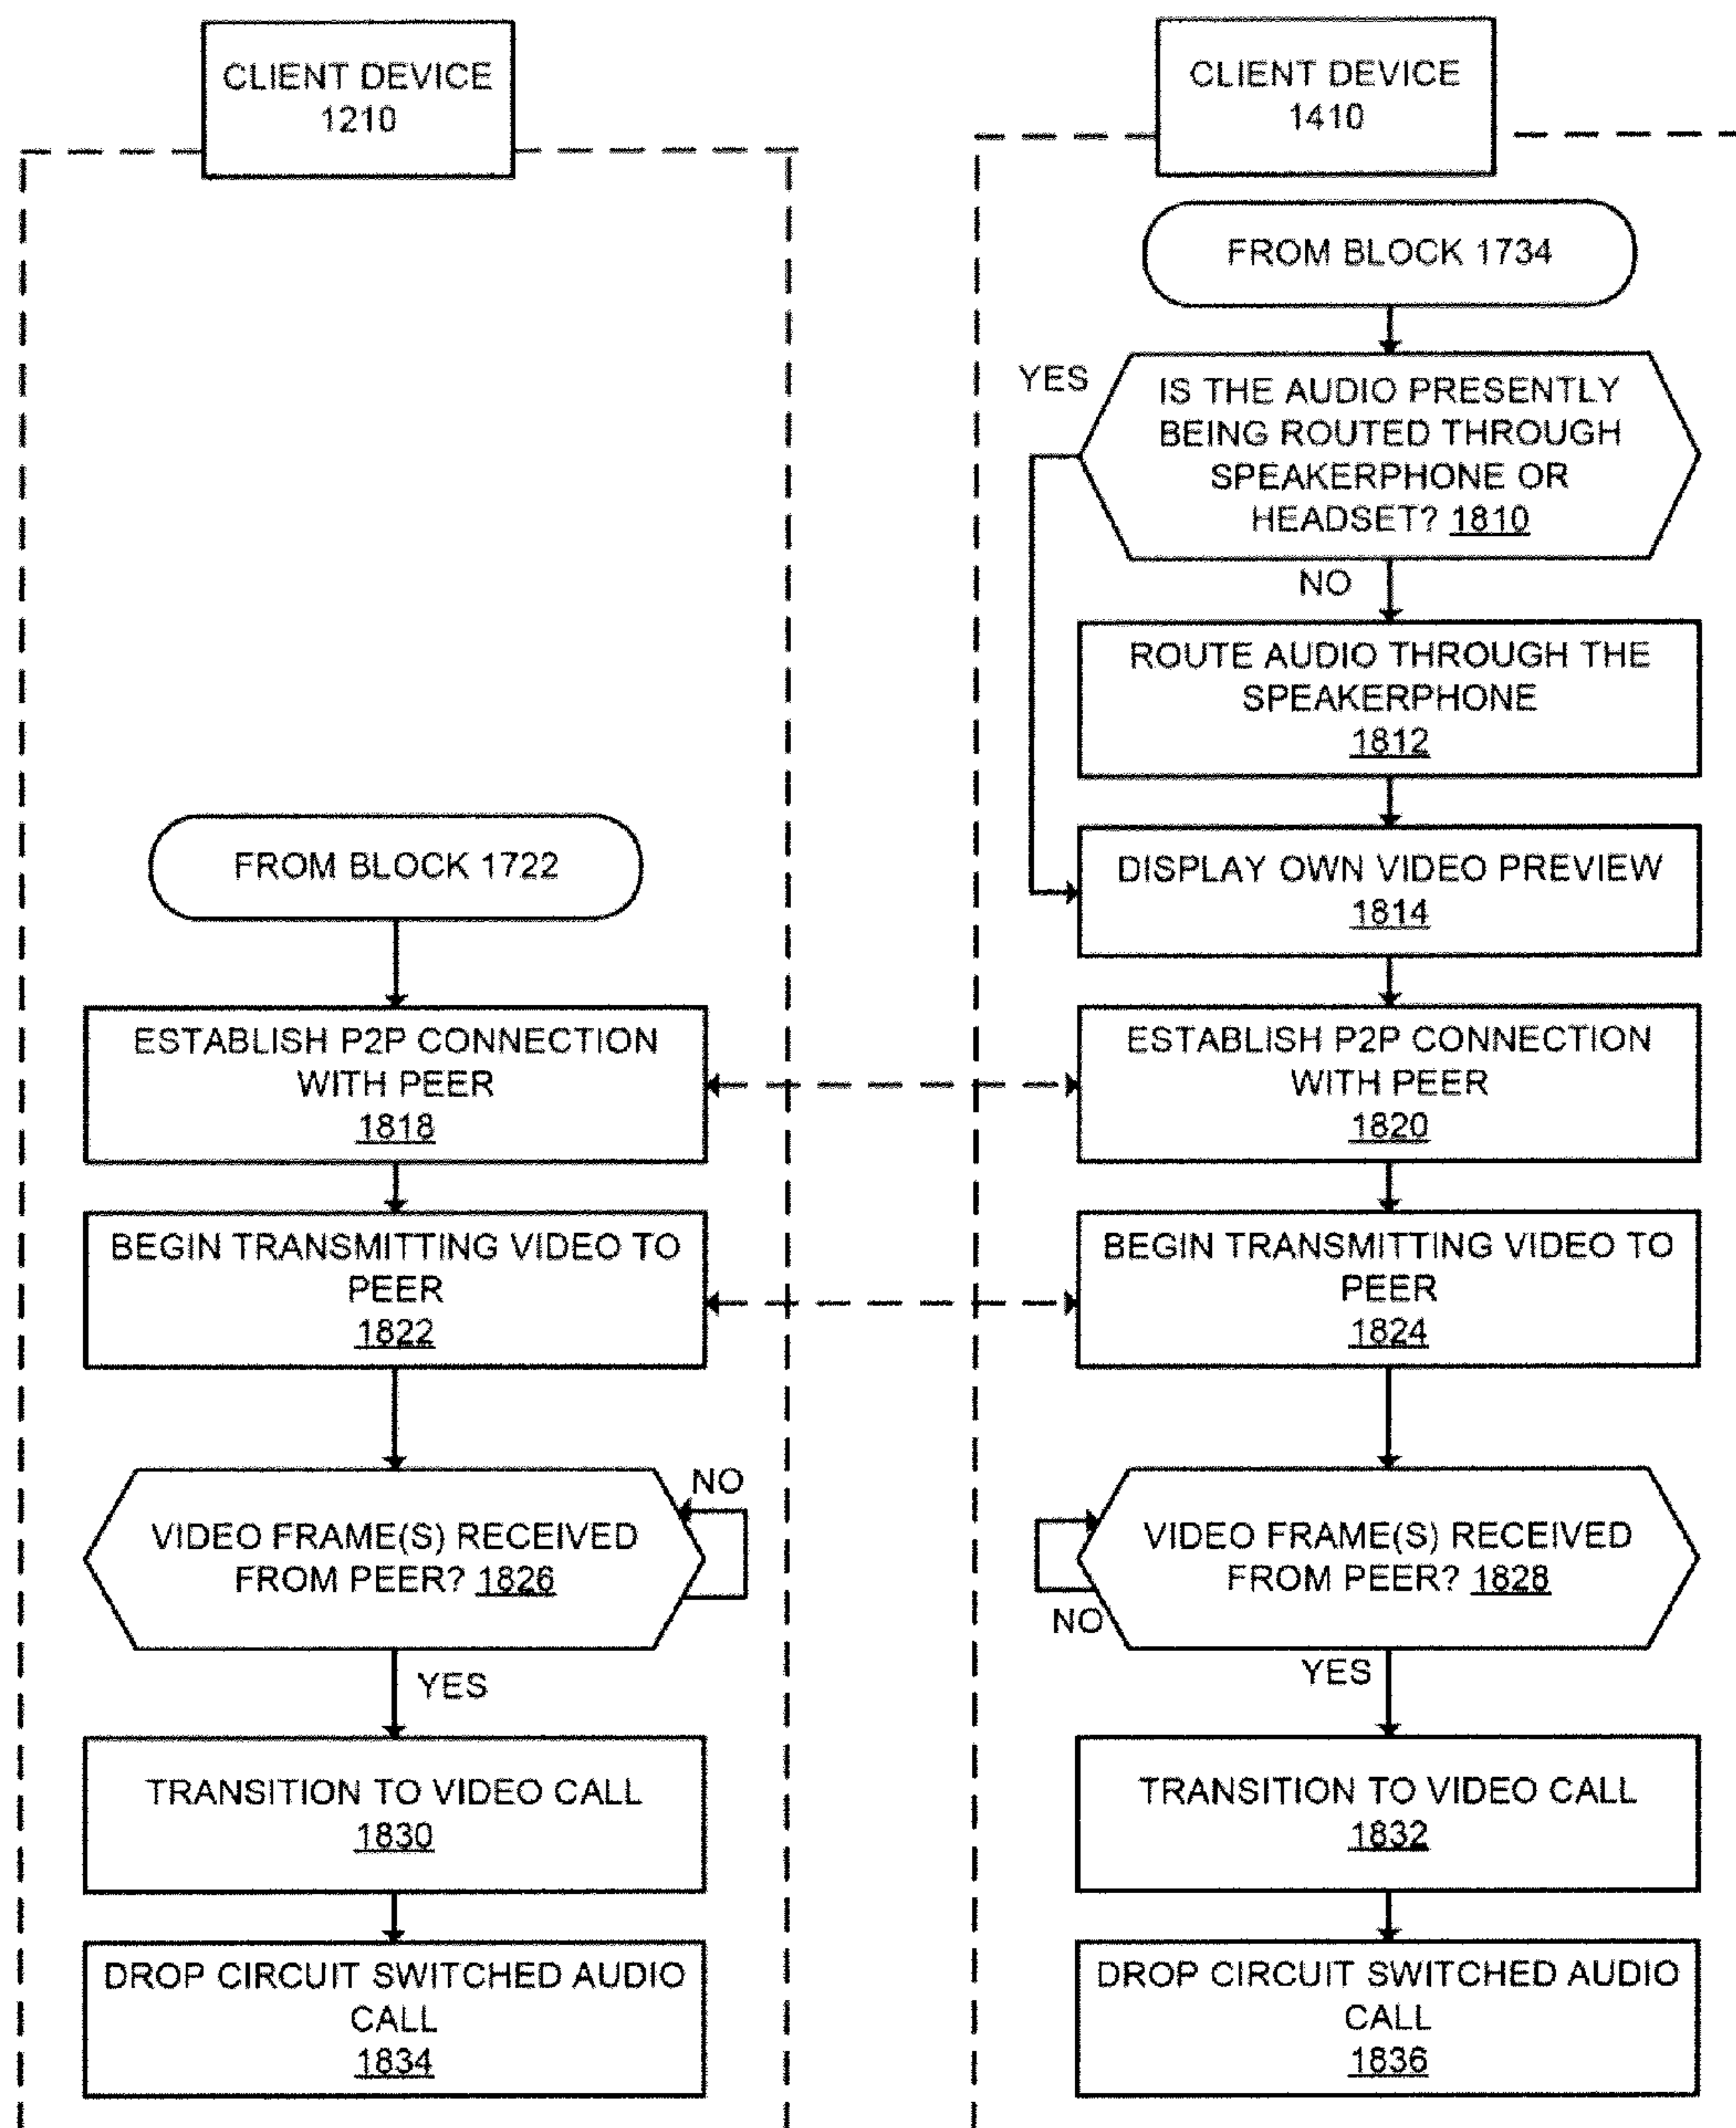 CLIENT DEVICE
1210
FROM BLOCK 1722
ESTABLISH P2P CONNECTION
WITH PEER
1818
BEGIN TRANSMITTING VIDEO TO
PEER
1822
NO
VIDEO FRAME(S) RECEIVED
FROM PEER? 1826
YES
TRANSITION TO VIDEO CALL
1830
DROP CIRCUIT SWITCHED AUDIO
CALL
1834
CLIENT DEVICE
1410
FROM BLOCK 1734
YES
IS THE AUDIO PRESENTLY
BEING ROUTED THROUGH
SPEAKERPHONE OR
HEADSET? 1810
NO
ROUTE AUDIO THROUGH THE
SPEAKERPHONE
1812
DISPLAY OWN VIDEO PREVIEW
1814
ESTABLISH P2P CONNECTION
WITH PEER
1820
BEGIN TRANSMITTING VIDEO TO
PEER
1824
VIDEO FRAME(S) RECEIVED
FROM PEER? 1828
NO
YES
TRANSITION TO VIDEO CALL
1832
DROP CIRCUIT SWITCHED AUDIO
CALL
1836